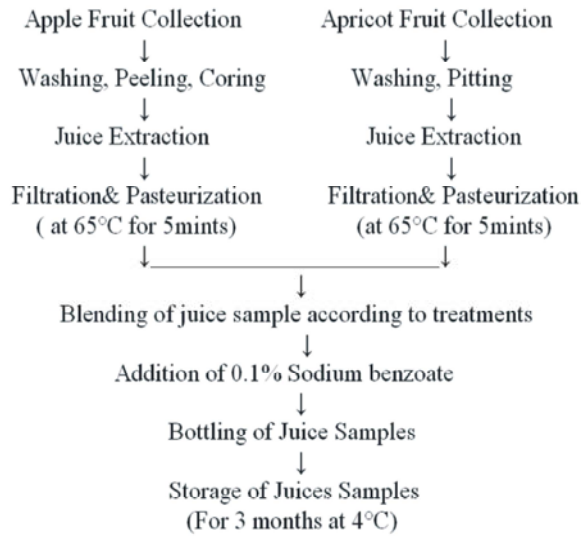 Apple Fruit Collection
Apricot Fruit Collection
↓
↓
Washing, Peeling, Coring
Washing, Pitting
↓
↓
Juice Extraction
Juice Extraction
↓
↓
Filtration& Pasteurization
Filtration& Pasteurization
( at 65°C for 5mints)
(at 65°C for 5mints)
↓
↓
↓
Blending of juice sample according to treatments
↓
Addition of 0.1% Sodium benzoate
↓
Bottling of Juice Samples
↓
Storage of Juices Samples
(For 3 months at 4°C)